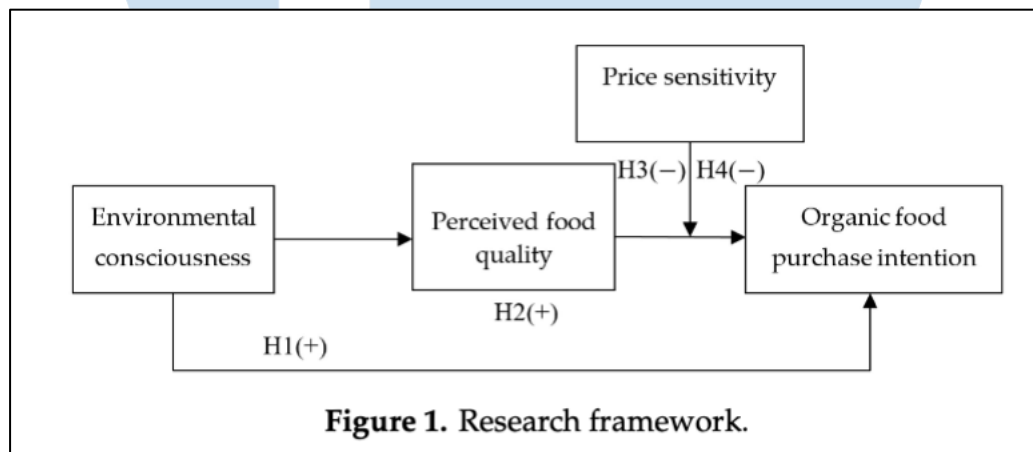 Price sensitivity
H3(−) H4(−)
Environmental
consciousness
Perceived food
quality
Organic food
purchase intention
H2(+)
H1(+)
Figure 1. Research framework.